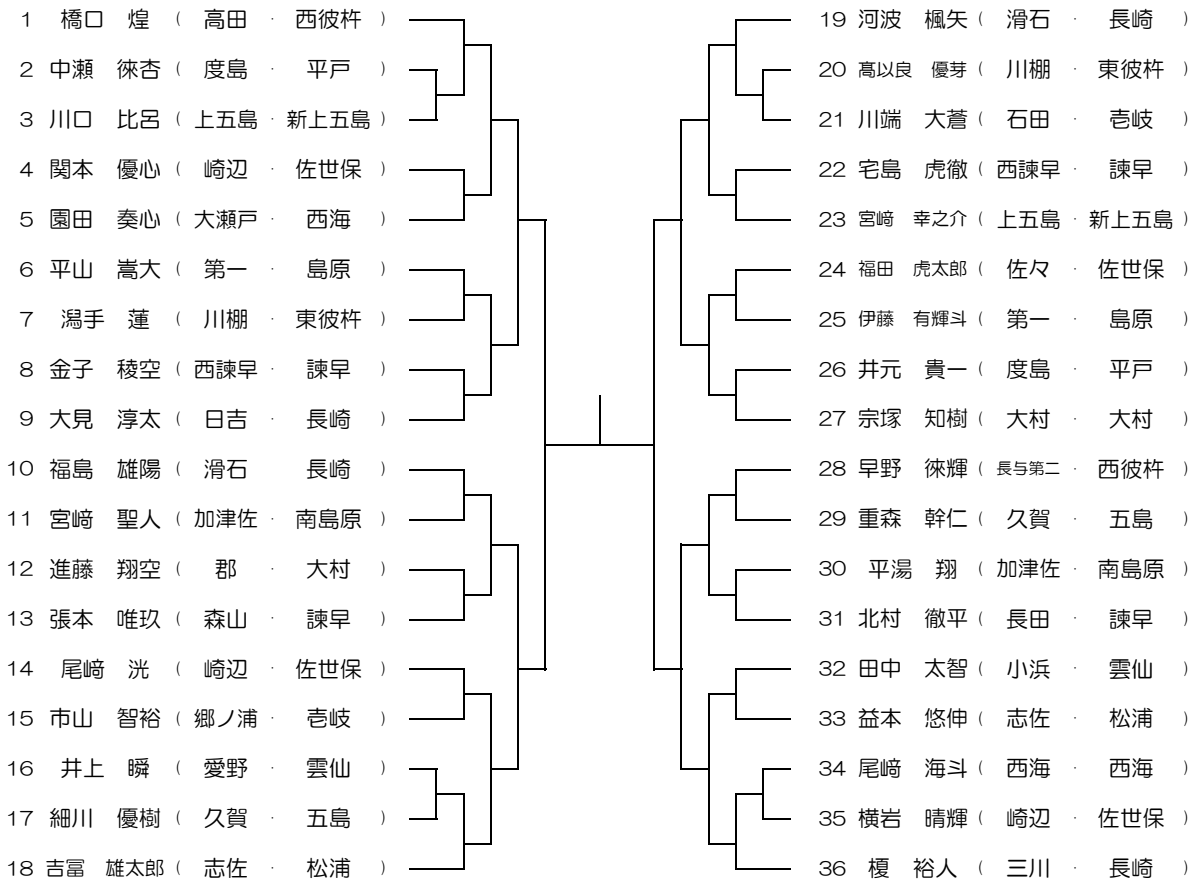 1 橋口 煌 ( 高田 ・ 西彼杵 )
2 中瀬 徠杏 ( 度島 ・ 平戸 )
3 川口 比呂 ( 上五島 ・ 新上五島 )
4 関本 優心 ( 崎辺 ・ 佐世保 )
5 園田 奏心 ( 大瀬戸 ・ 西海 )
6 平山 嵩大 ( 第一 ・ 島原 )
7 潟手 蓮 ( 川棚 ・ 東彼杵 )
8 金子 稜空 ( 西諫早 ・ 諫早 )
9 大見 淳太 ( 日吉 ・ 長崎 )
10 福島 雄陽 ( 滑石 長崎 )
11 宮﨑 聖人 ( 加津佐 ・ 南島原 )
12 進藤 翔空 ( 郡 ・ 大村 )
13 張本 唯玖 ( 森山 ・ 諫早 )
14 尾﨑 洸 ( 崎辺 ・ 佐世保 )
15 市山 智裕 ( 郷ノ浦 ・ 壱岐 )
16 井上 瞬 ( 愛野 ・ 雲仙 )
17 細川 優樹 ( 久賀 ・ 五島 )
18 吉冨 雄太郎 ( 志佐 ・ 松浦 )
19 河波 楓矢 ( 滑石 ・ 長崎 )
20 髙以良 優芽 ( 川棚 ・ 東彼杵 )
21 川端 大蒼 ( 石田 ・ 壱岐 )
22 宅島 虎徹 ( 西諫早 ・ 諫早 )
23 宮﨑 幸之介 ( 上五島 ・ 新上五島 )
24 福田 虎太郎 ( 佐々 ・ 佐世保 )
25 伊藤 有輝斗 ( 第一 ・ 島原 )
26 井元 貴一 ( 度島 ・ 平戸 )
27 宗塚 知樹 ( 大村 ・ 大村 )
28 早野 徠輝 ( 長与第二 ・ 西彼杵 )
29 重森 幹仁 ( 久賀 ・ 五島 )
30 平湯 翔 ( 加津佐 ・ 南島原 )
31 北村 徹平 ( 長田 ・ 諫早 )
32 田中 太智 ( 小浜 ・ 雲仙 )
33 益本 悠伸 ( 志佐 ・ 松浦 )
34 尾﨑 海斗 ( 西海 ・ 西海 )
35 横岩 晴輝 ( 崎辺 ・ 佐世保 )
36 榎 裕人 ( 三川 ・ 長崎 )